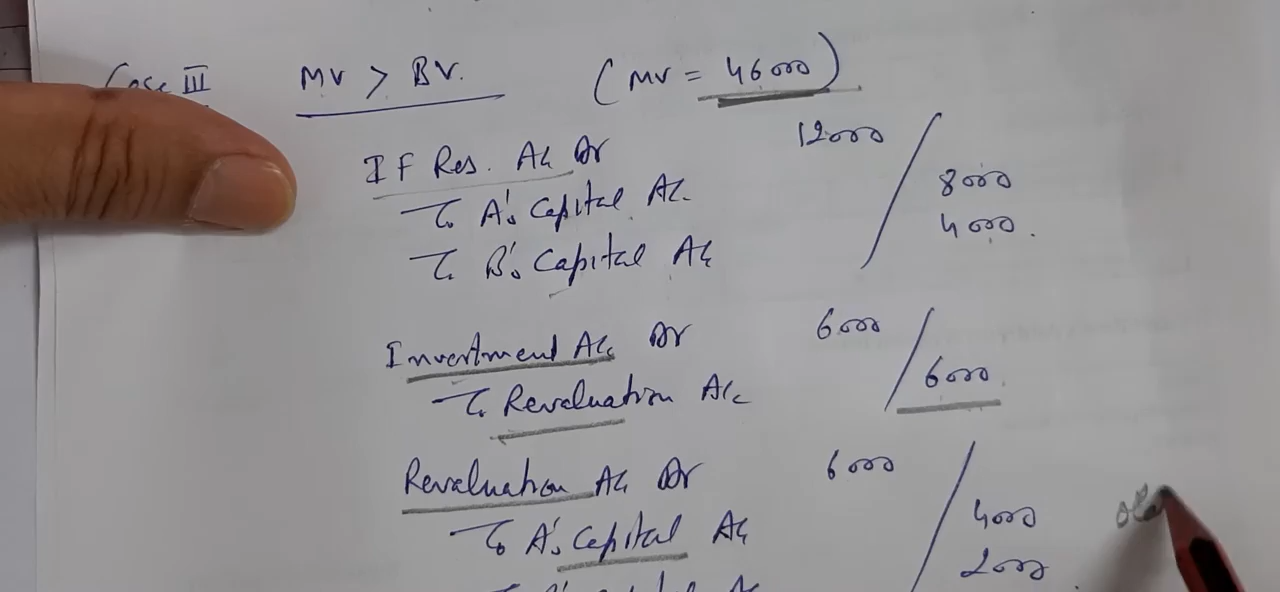 Case III MV > BV. (MV = 46000)
IF Res. A/c Dr 12000
To A's Capital A/c 8000
To B's Capital A/c 4000.
Investment A/c Dr 6000
To Revaluation A/c 6000
Revaluation A/c Dr 6000
To A's Capital A/c 4000
2000